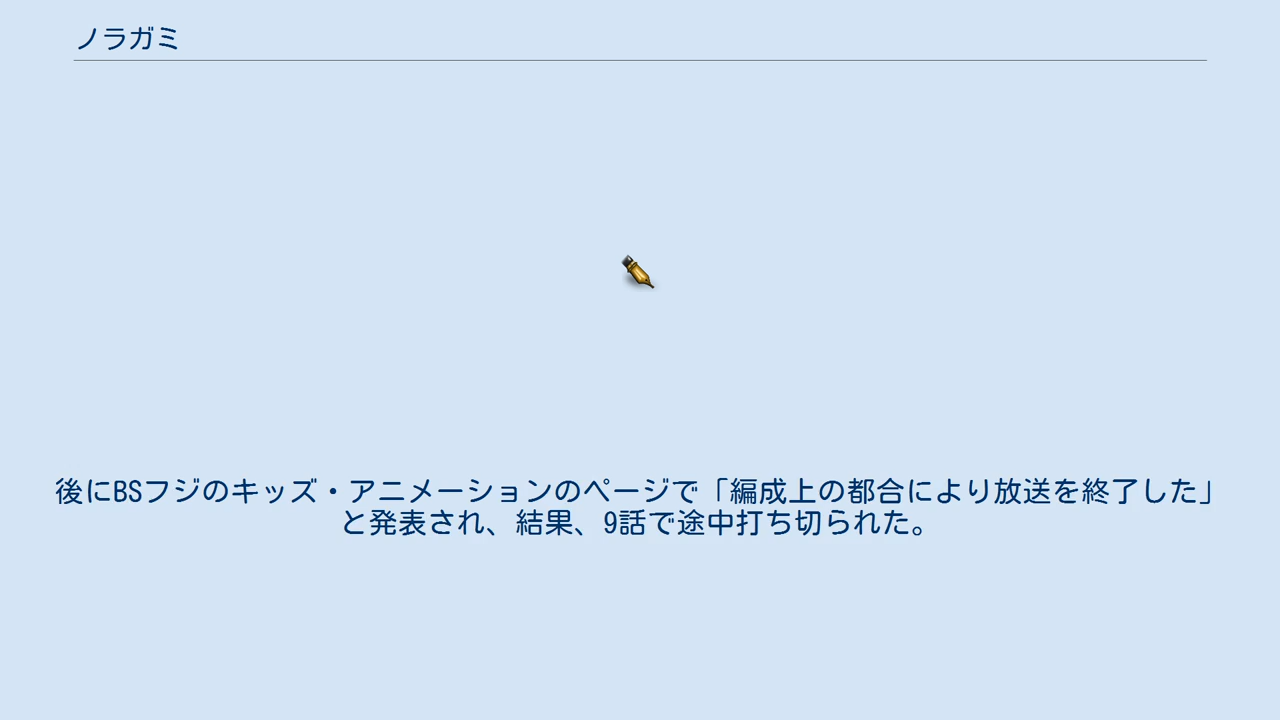 ノラガミ
後にBSフジのキッズ・アニメーションのページで「編成上の都合により放送を終了した」
と発表され、結果、9話で途中打ち切られた。